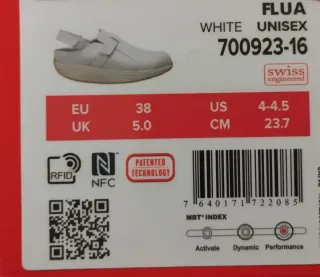 FLUA
WHITE UNISEX
700923-16
swiss
engineered
EU 38 US 4-4.5
UK 5.0 CM 23.7
RFID
NFC
PATENTED
TECHNOLOGY
7 640171 722085
MBT® INDEX
Activate Dynamic Performance